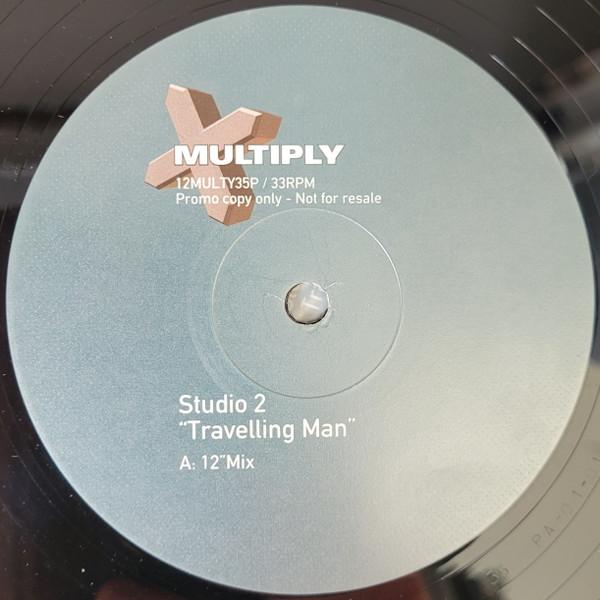 MULTIPLY
12MULTY35P / 33RPM
Promo copy only - Not for resale
Studio 2
“Travelling Man”
A: 12”Mix